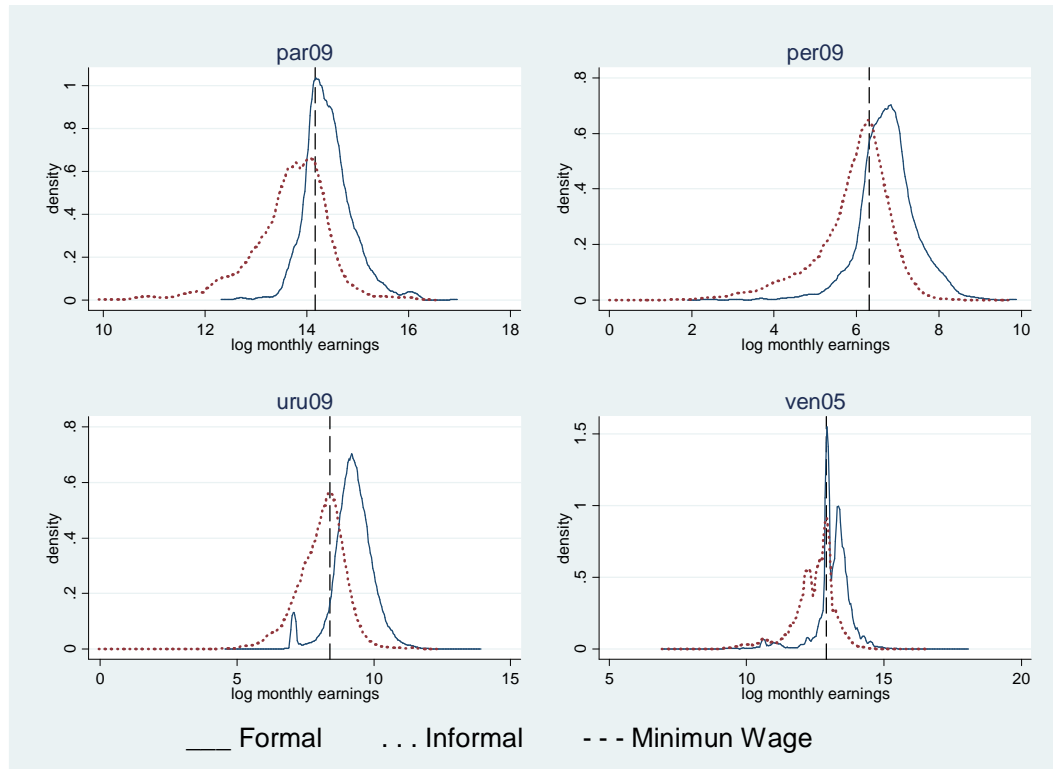 par09
density
0 .2 .4 .6 .8 1
10 12 14 16 18
log monthly earnings
per09
density
0 .2 .4 .6 .8
0 2 4 6 8 10
log monthly earnings
uru09
density
0 .2 .4 .6 .8
0 5 10 15
log monthly earnings
ven05
density
0 .5 1 1.5
5 10 15 20
log monthly earnings
___ Formal . . . Informal - - - Minimun Wage